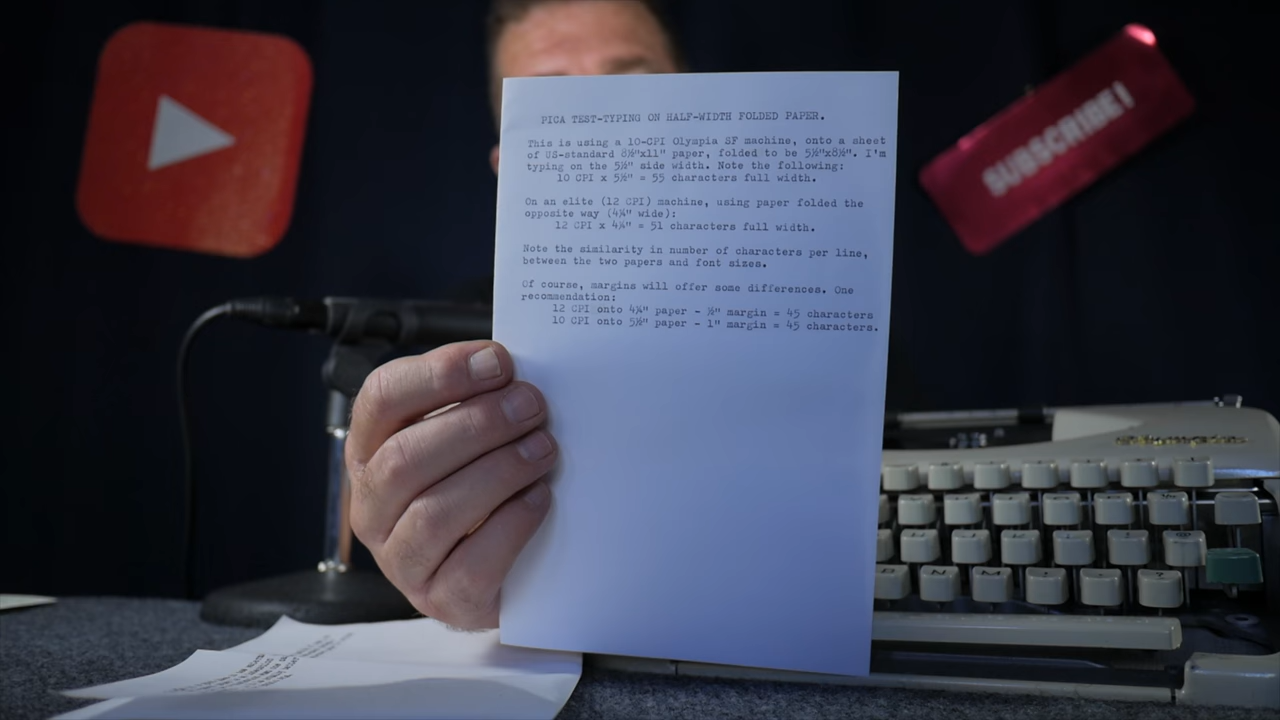 SUBSCRIBE!
PICA TEST-TYPING ON HALF-WIDTH FOLDED PAPER.
This is using a 10-CPI Olympia SF machine, onto a sheet
of US-standard 8½"x11" paper, folded to be 5½"x8½". I'm
typing on the 5½" side width. Note the following:
10 CPI x 5½" = 55 characters full width.
On an elite (12 CPI) machine, using paper folded the
opposite way (4¼" wide):
12 CPI x 4¼" = 51 characters full width.
Note the similarity in number of characters per line,
between the two papers and font sizes.
Of course, margins will offer some differences. One
recommendation:
12 CPI onto 4¼" paper - ½" margin = 45 characters
10 CPI onto 5½" paper - 1" margin = 45 characters.
Olympia
B N M